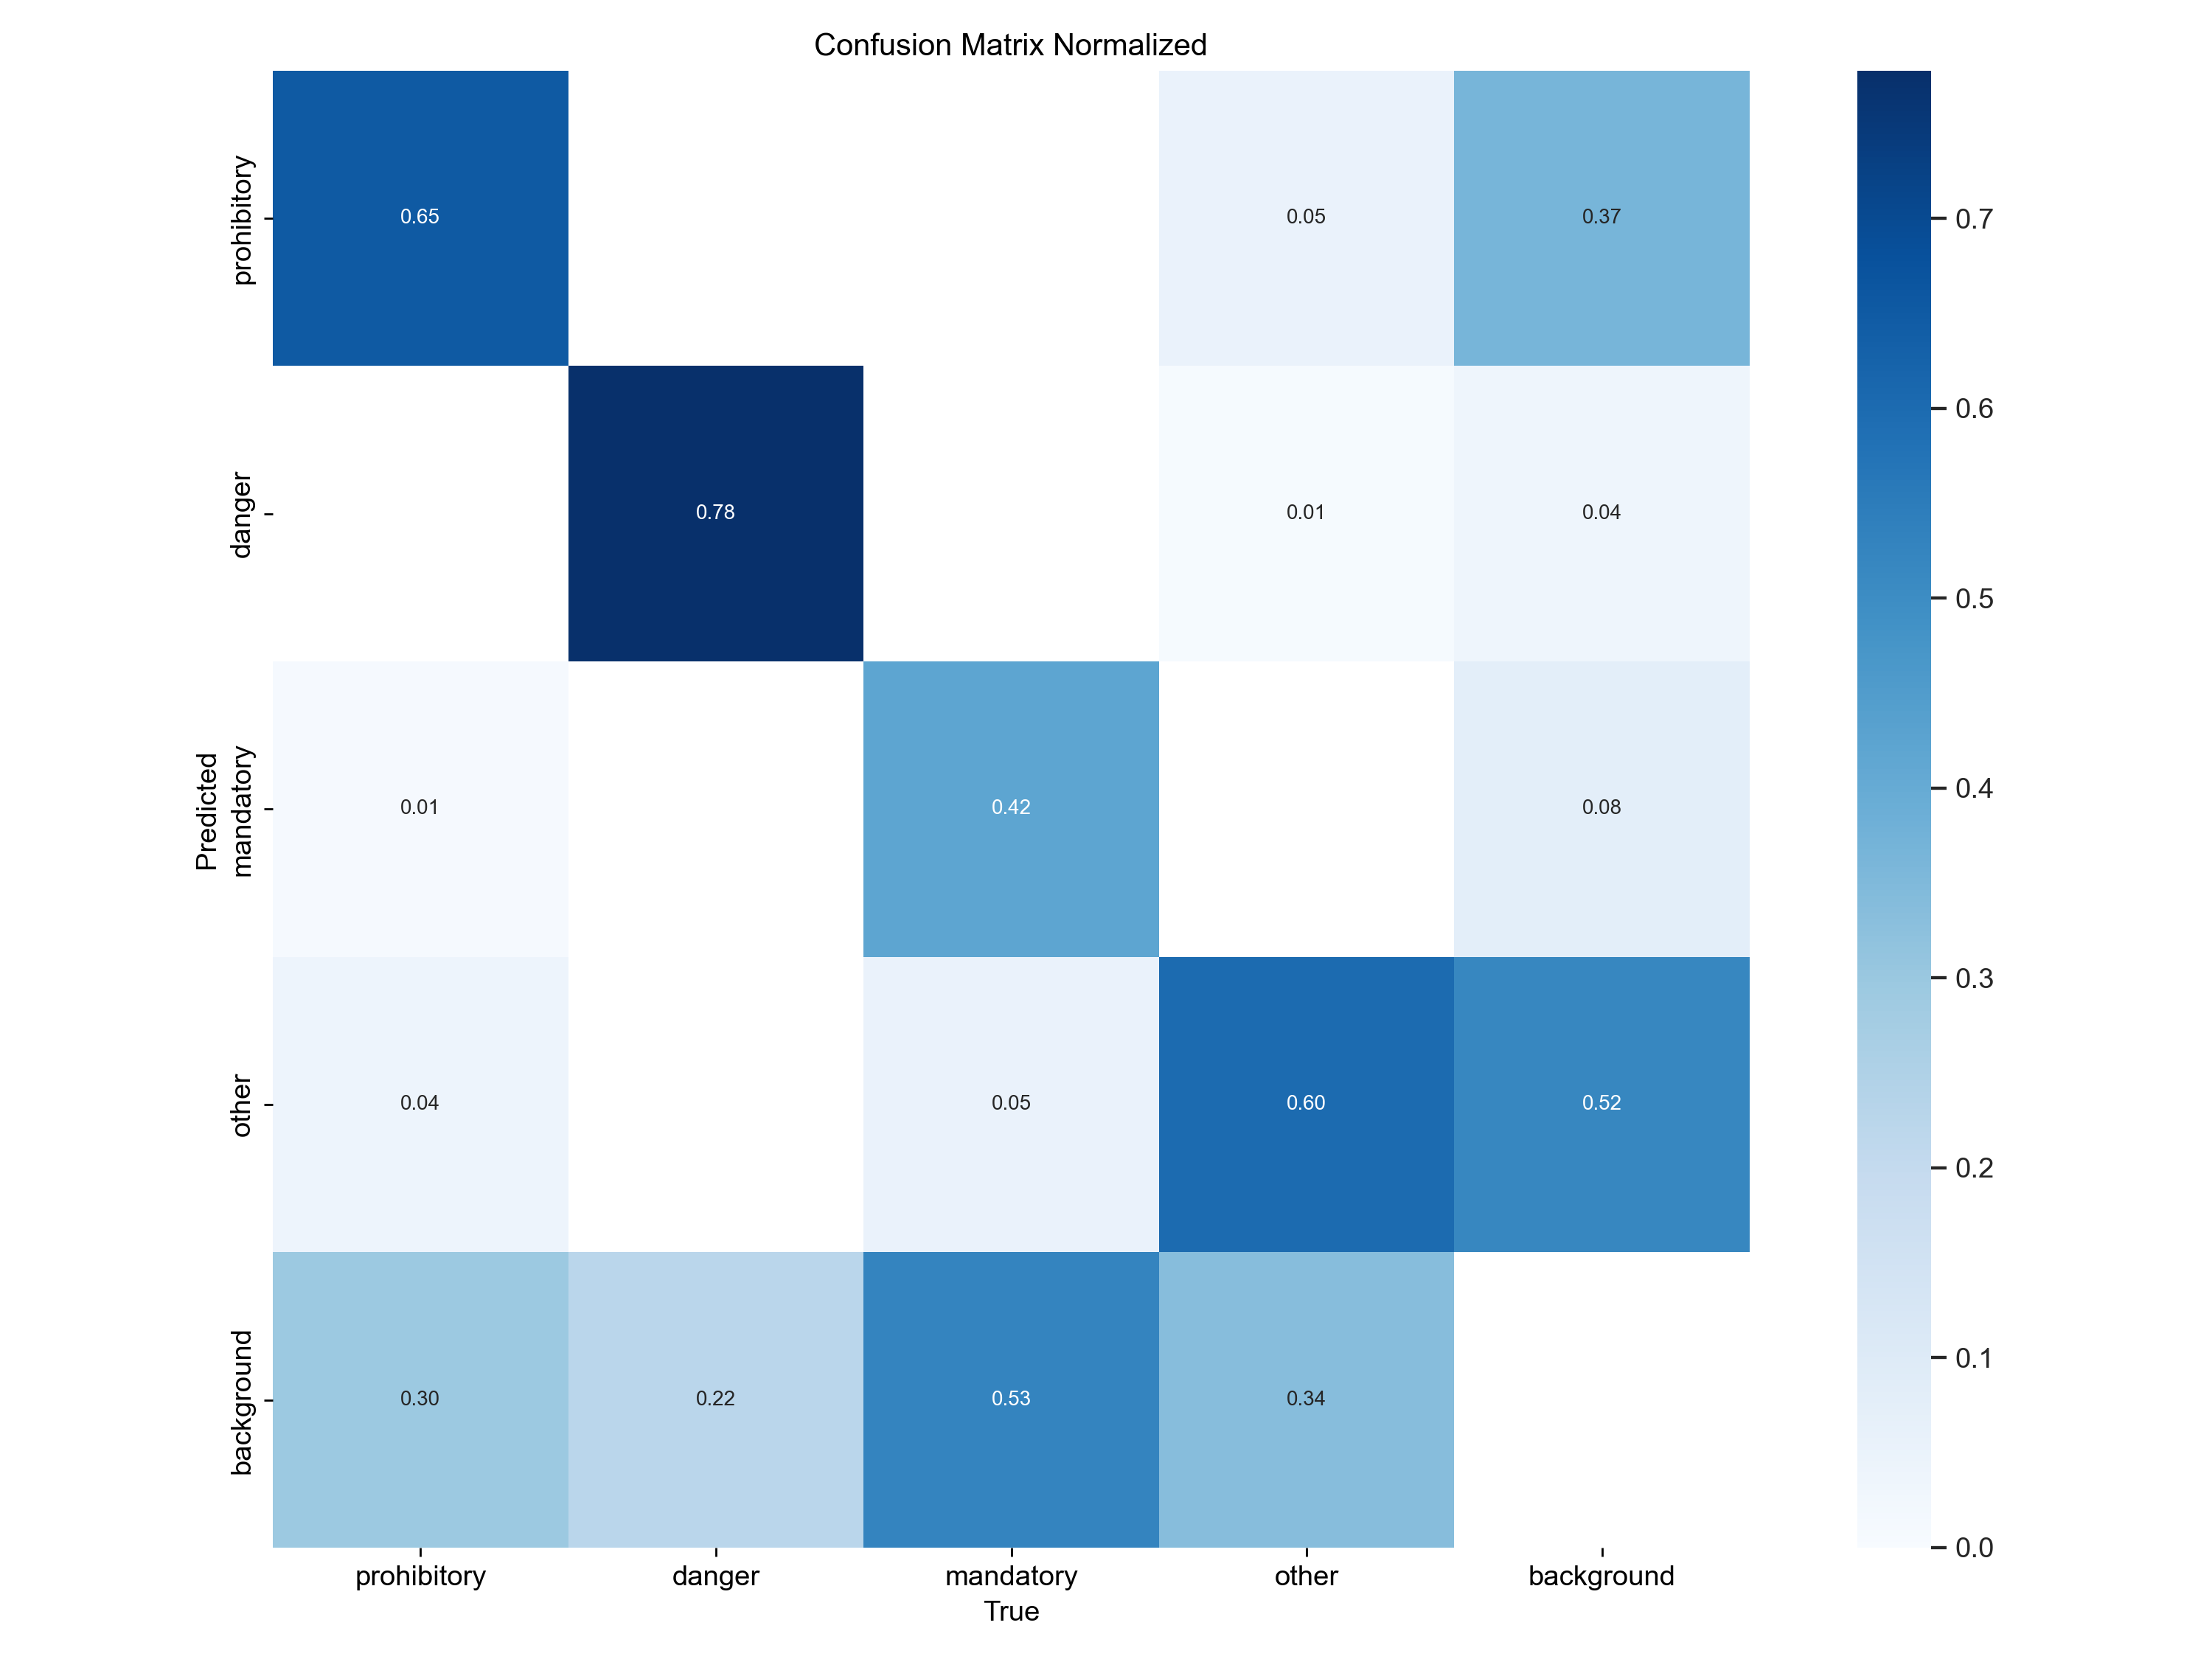 Confusion Matrix Normalized
prohibitory
0.65
0.05
0.37
danger
0.78
0.01
0.04
Predicted
mandatory
0.01
0.42
0.08
other
0.04
0.05
0.60
0.52
background
0.30
0.22
0.53
0.34
prohibitory
danger
mandatory
other
background
True
0.7
0.6
0.5
0.4
0.3
0.2
0.1
0.0